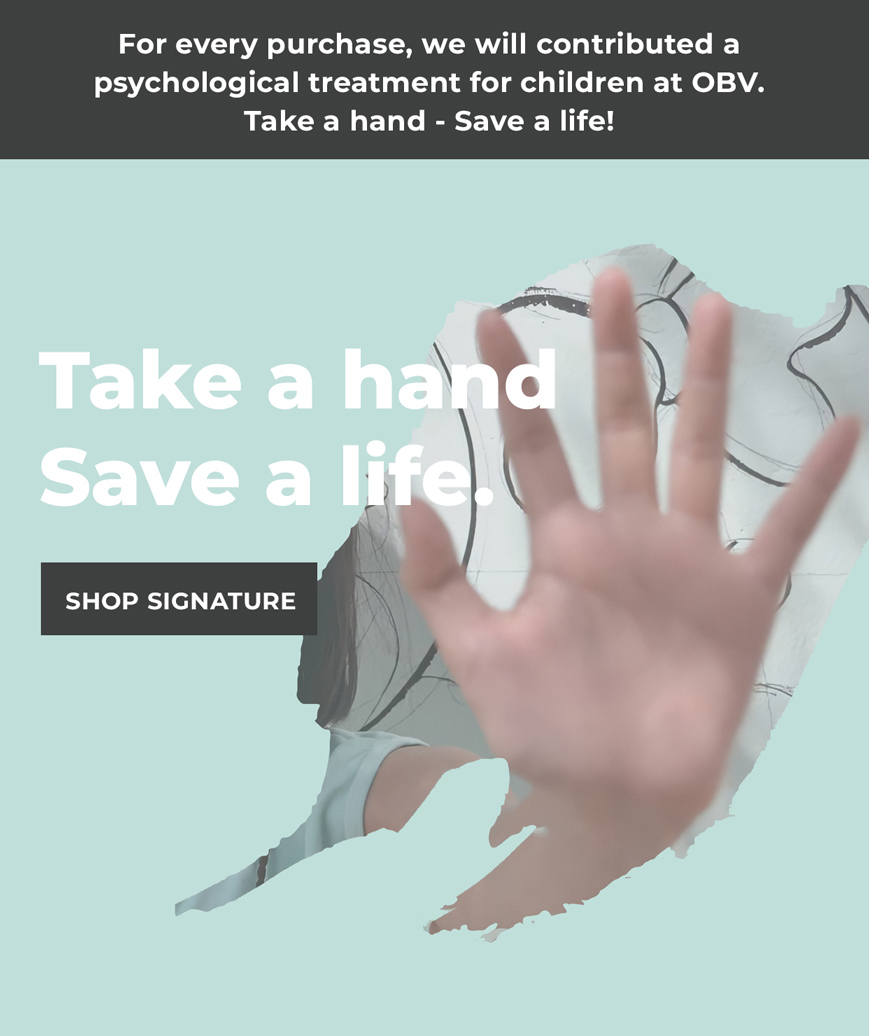 For every purchase, we will contributed a
psychological treatment for children at OBV.
Take a hand - Save a life!
Take a hand
Save a life.
SHOP SIGNATURE